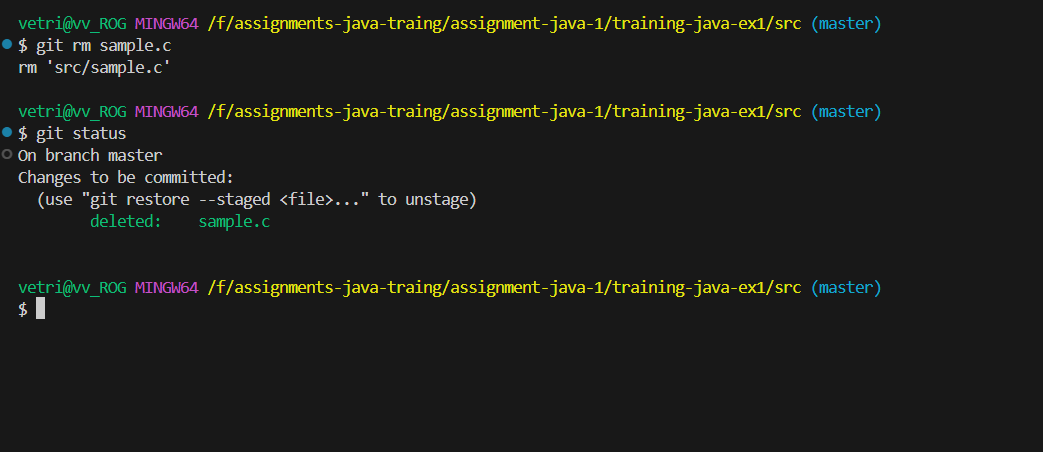 vetri@vv_ROG MINGW64 /f/assignments-java-traing/assignment-java-1/training-java-ex1/src (master)
$ git rm sample.c
rm 'src/sample.c'
vetri@vv_ROG MINGW64 /f/assignments-java-traing/assignment-java-1/training-java-ex1/src (master)
$ git status
On branch master
Changes to be committed:
  (use "git restore --staged <file>..." to unstage)
        deleted:    sample.c
vetri@vv_ROG MINGW64 /f/assignments-java-traing/assignment-java-1/training-java-ex1/src (master)
$